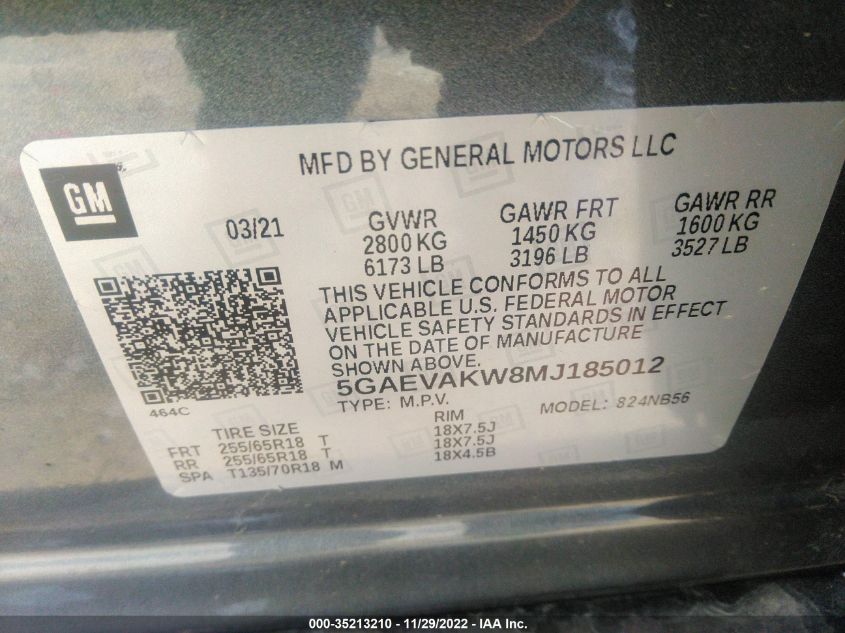 MFD BY GENERAL MOTORS LLC
GM
03/21
GVWR
2800 KG
6173 LB
GAWR FRT
1450 KG
3196 LB
GAWR RR
1600 KG
3527 LB
THIS VEHICLE CONFORMS TO ALL
APPLICABLE U.S. FEDERAL MOTOR
VEHICLE SAFETY STANDARDS IN EFFECT
ON THE DATE OF MANUFACTURE
SHOWN ABOVE.
5GAEVAKW8MJ185012
464C
TYPE: M.P.V. MODEL: 824NB56
TIRE SIZE RIM
FRT 255/65R18 T 18X7.5J
RR 255/65R18 T 18X7.5J
SPA T135/70R18 M 18X4.5B
000-35213210 - 11/29/2022 - IAA Inc.